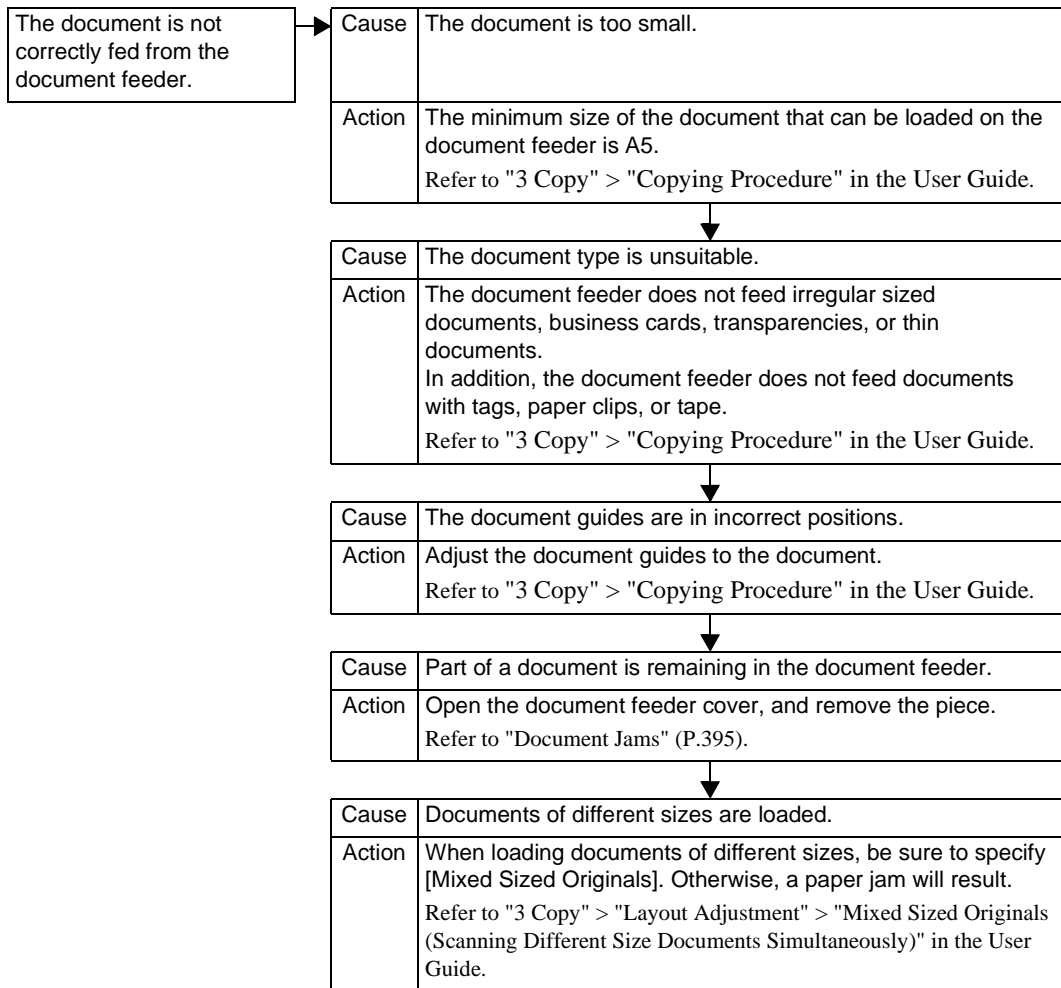 The document is not
correctly fed from the
document feeder.
Cause The document is too small.
Action The minimum size of the document that can be loaded on the
document feeder is A5.
Refer to "3 Copy" > "Copying Procedure" in the User Guide.
Cause The document type is unsuitable.
Action The document feeder does not feed irregular sized
documents, business cards, transparencies, or thin
documents.
In addition, the document feeder does not feed documents
with tags, paper clips, or tape.
Refer to "3 Copy" > "Copying Procedure" in the User Guide.
Cause The document guides are in incorrect positions.
Action Adjust the document guides to the document.
Refer to "3 Copy" > "Copying Procedure" in the User Guide.
Cause Part of a document is remaining in the document feeder.
Action Open the document feeder cover, and remove the piece.
Refer to "Document Jams" (P.395).
Cause Documents of different sizes are loaded.
Action When loading documents of different sizes, be sure to specify
[Mixed Sized Originals]. Otherwise, a paper jam will result.
Refer to "3 Copy" > "Layout Adjustment" > "Mixed Sized Originals
(Scanning Different Size Documents Simultaneously)" in the User
Guide.